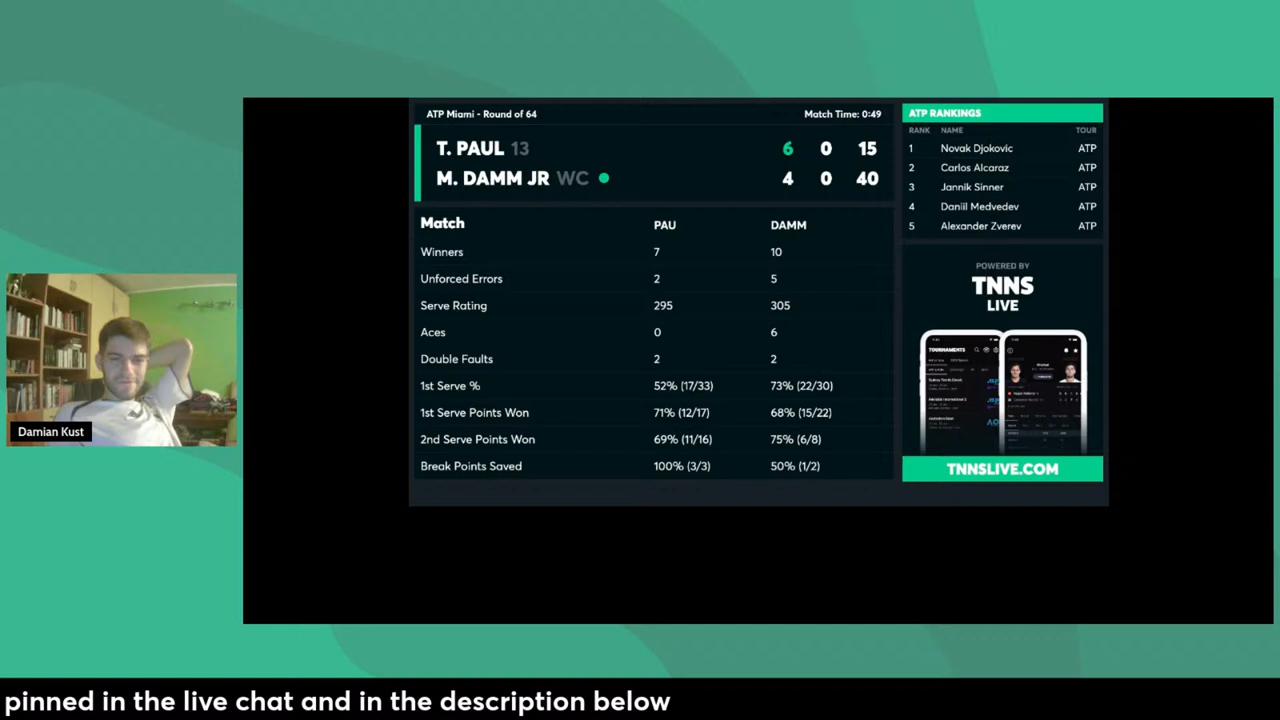 ATP Miami - Round of 64 Match Time: 0:49
T. PAUL 13 6 0 15
M. DAMM JR WC 4 0 40
Match PAU DAMM
Winners 7 10
Unforced Errors 2 5
Serve Rating 295 305
Aces 0 6
Double Faults 2 2
1st Serve % 52% (17/33) 73% (22/30)
1st Serve Points Won 71% (12/17) 68% (15/22)
2nd Serve Points Won 69% (11/16) 75% (6/8)
Break Points Saved 100% (3/3) 50% (1/2)
ATP RANKINGS
RANK NAME TOUR
1 Novak Djokovic ATP
2 Carlos Alcaraz ATP
3 Jannik Sinner ATP
4 Daniil Medvedev ATP
5 Alexander Zverev ATP
POWERED BY
TNNS
LIVE
TOURNAMENTS
TNNSLIVE.COM
Damian Kust
pinned in the live chat and in the description below